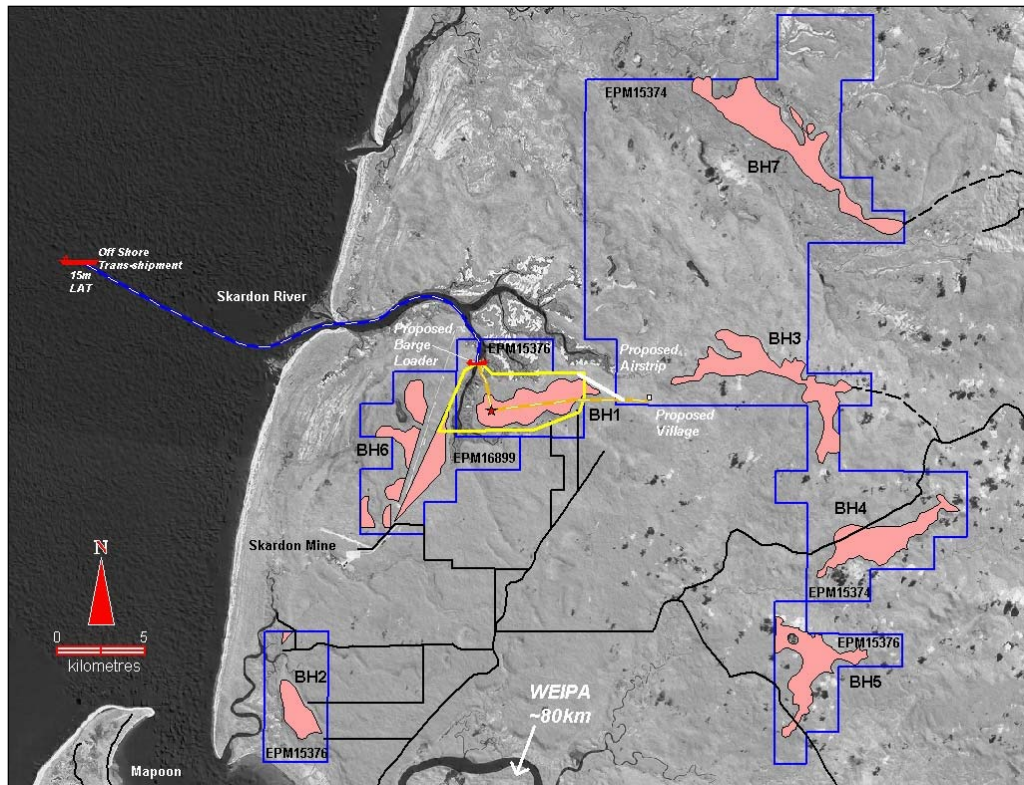 EPM15374
BH7
Off Shore
Trans-shipment
15m
LAT
Skardon River
Proposed
Barge
Loader
EPM15376
Proposed
Airstrip
BH3
BH1
Proposed
Village
BH6
EPM16899
BH4
Skardon Mine
N
0 5
kilometres
EPM15374
EPM15376
BH5
BH2
WEIPA
~80km
EPM15376
Mapoon